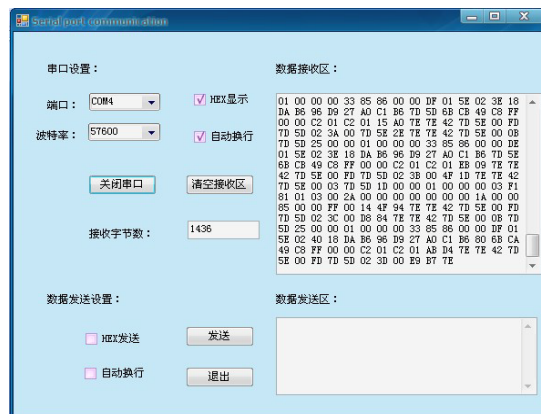 Serial port communication
串口设置：
端口： COM4
HEX显示
波特率： 57600
自动换行
关闭串口
清空接收区
接收字节数： 1436
数据接收区：
01 00 00 00 33 85 86 00 00 DF 01 5E 02 3E 18
DA B6 96 D9 27 A0 C1 B6 7D 5D 6B CB 49 C8 FF
00 00 C2 01 C2 01 15 A0 7E 7E 42 7D 5E 00 FD
7D 5D 02 3A 00 7D 5E 2E 7E 7E 42 7D 5E 00 0B
7D 5D 25 00 00 01 00 00 00 33 85 86 00 00 DE
01 5E 02 3E 18 DA B6 96 D9 27 A0 C1 B6 7D 5E
6B CB 49 C8 FF 00 00 C2 01 C2 01 EB 09 7E 7E
42 7D 5E 00 FD 7D 5D 02 3B 00 4F 1D 7E 7E 42
7D 5E 00 03 7D 5D 1D 00 00 01 00 00 00 03 F1
81 01 03 00 2A 00 00 00 00 00 00 00 1A 00 00
85 00 00 FF 00 14 4F 94 7E 7E 42 7D 5E 00 FD
7D 5D 02 3C 00 D8 84 7E 7E 42 7D 5E 00 0B 7D
5D 25 00 00 01 00 00 00 33 85 86 00 00 DF 01
5E 02 40 18 DA B6 96 D9 27 A0 C1 B6 80 6B CA
49 C8 FF 00 00 C2 01 C2 01 AB D4 7E 7E 42 7D
5E 00 FD 7D 5D 02 3D 00 E9 B7 7E
数据发送设置：
HEX发送
发送
自动换行
退出
数据发送区：